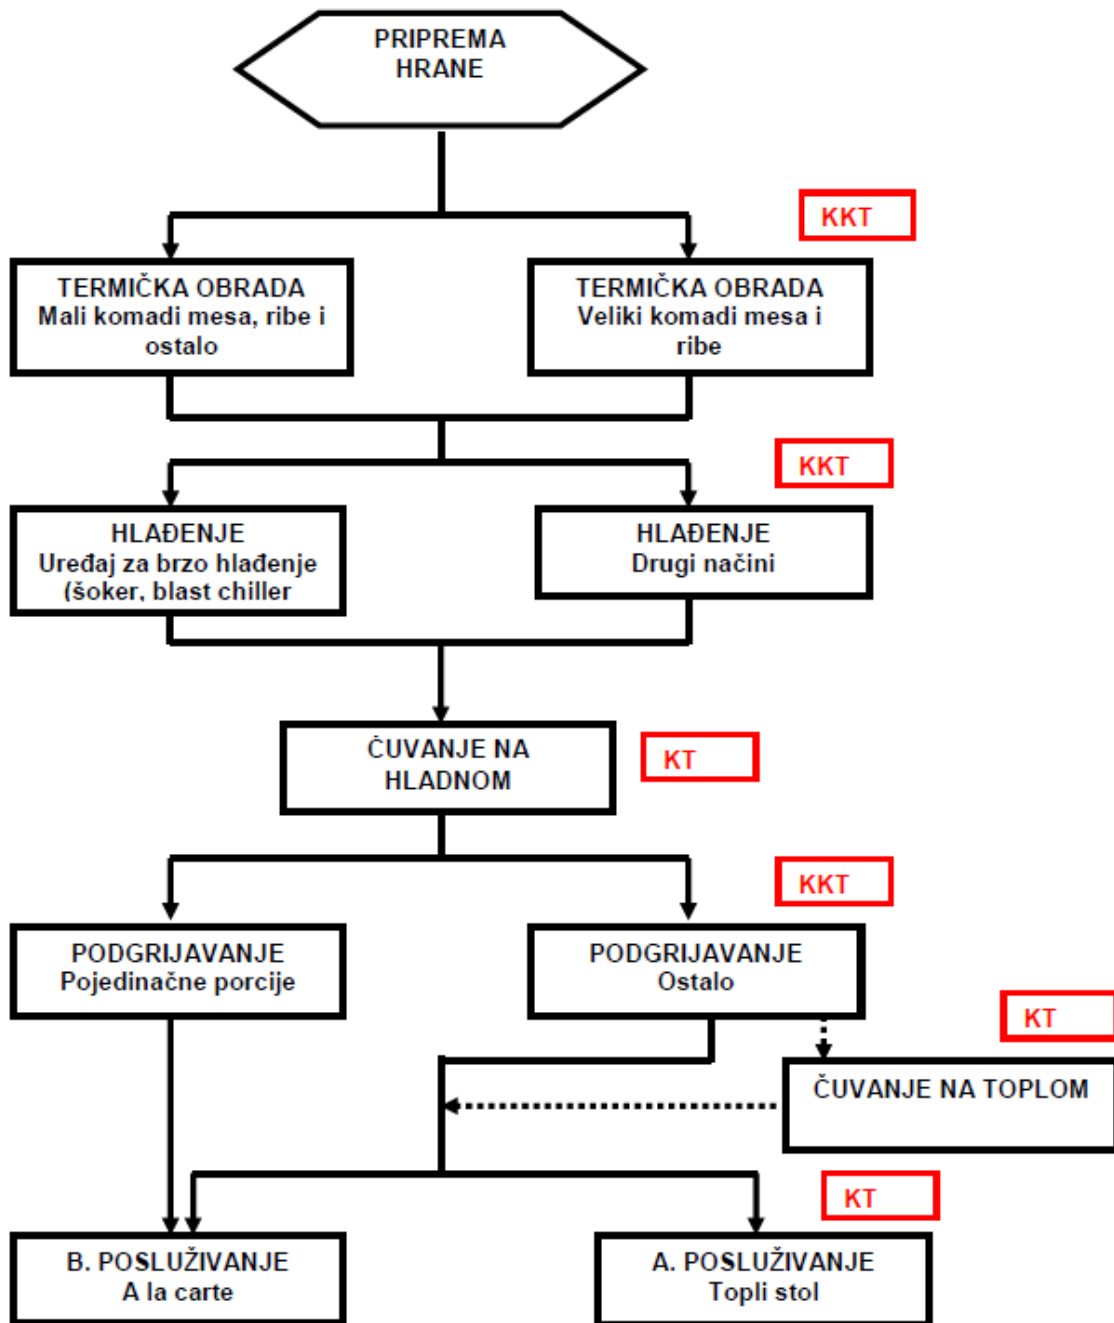 PRIPREMA
HRANE
KKT
TERMIČKA OBRADA
Mali komadi mesa, ribe i
ostalo
TERMIČKA OBRADA
Veliki komadi mesa i
ribe
KKT
HLAĐENJE
Uređaj za brzo hlađenje
(šoker, blast chiller
HLAĐENJE
Drugi načini
ČUVANJE NA
HLADNOM
KT
KKT
PODGRIJAVANJE
Pojedinačne porcije
PODGRIJAVANJE
Ostalo
KT
ČUVANJE NA TOPLOM
KT
B. POSLUŽIVANJE
A la carte
A. POSLUŽIVANJE
Topli stol